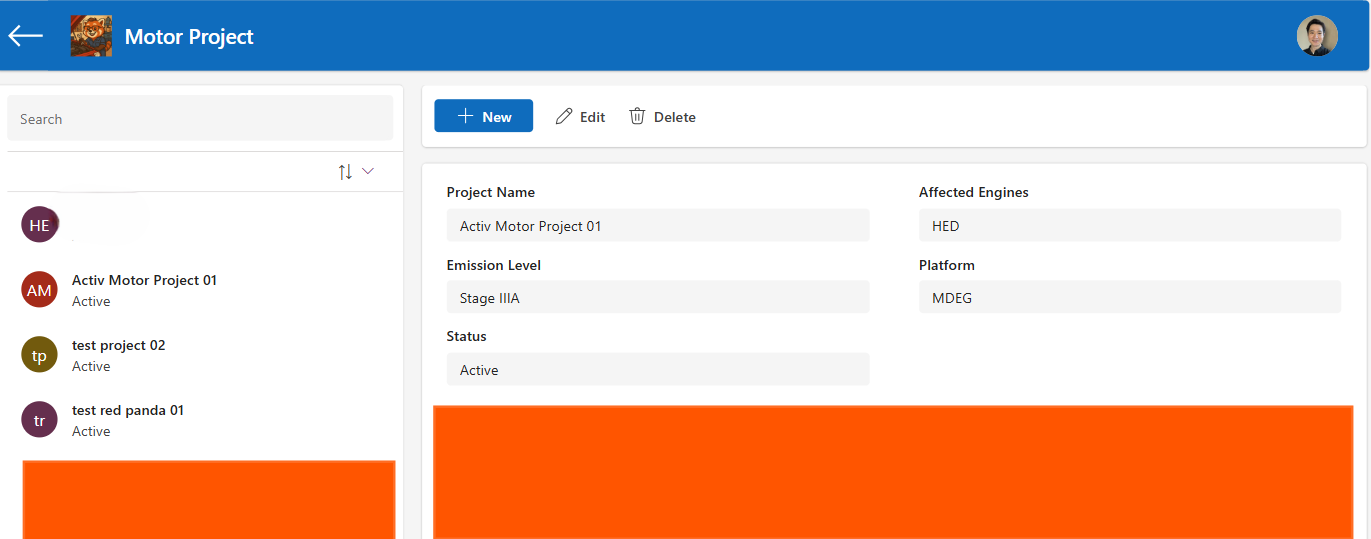 Motor Project
Search
New
Edit
Delete
HE
AM
Activ Motor Project 01
Active
tp
test project 02
Active
tr
test red panda 01
Active
Project Name
Activ Motor Project 01
Affected Engines
HED
Emission Level
Stage IIIA
Platform
MDEG
Status
Active